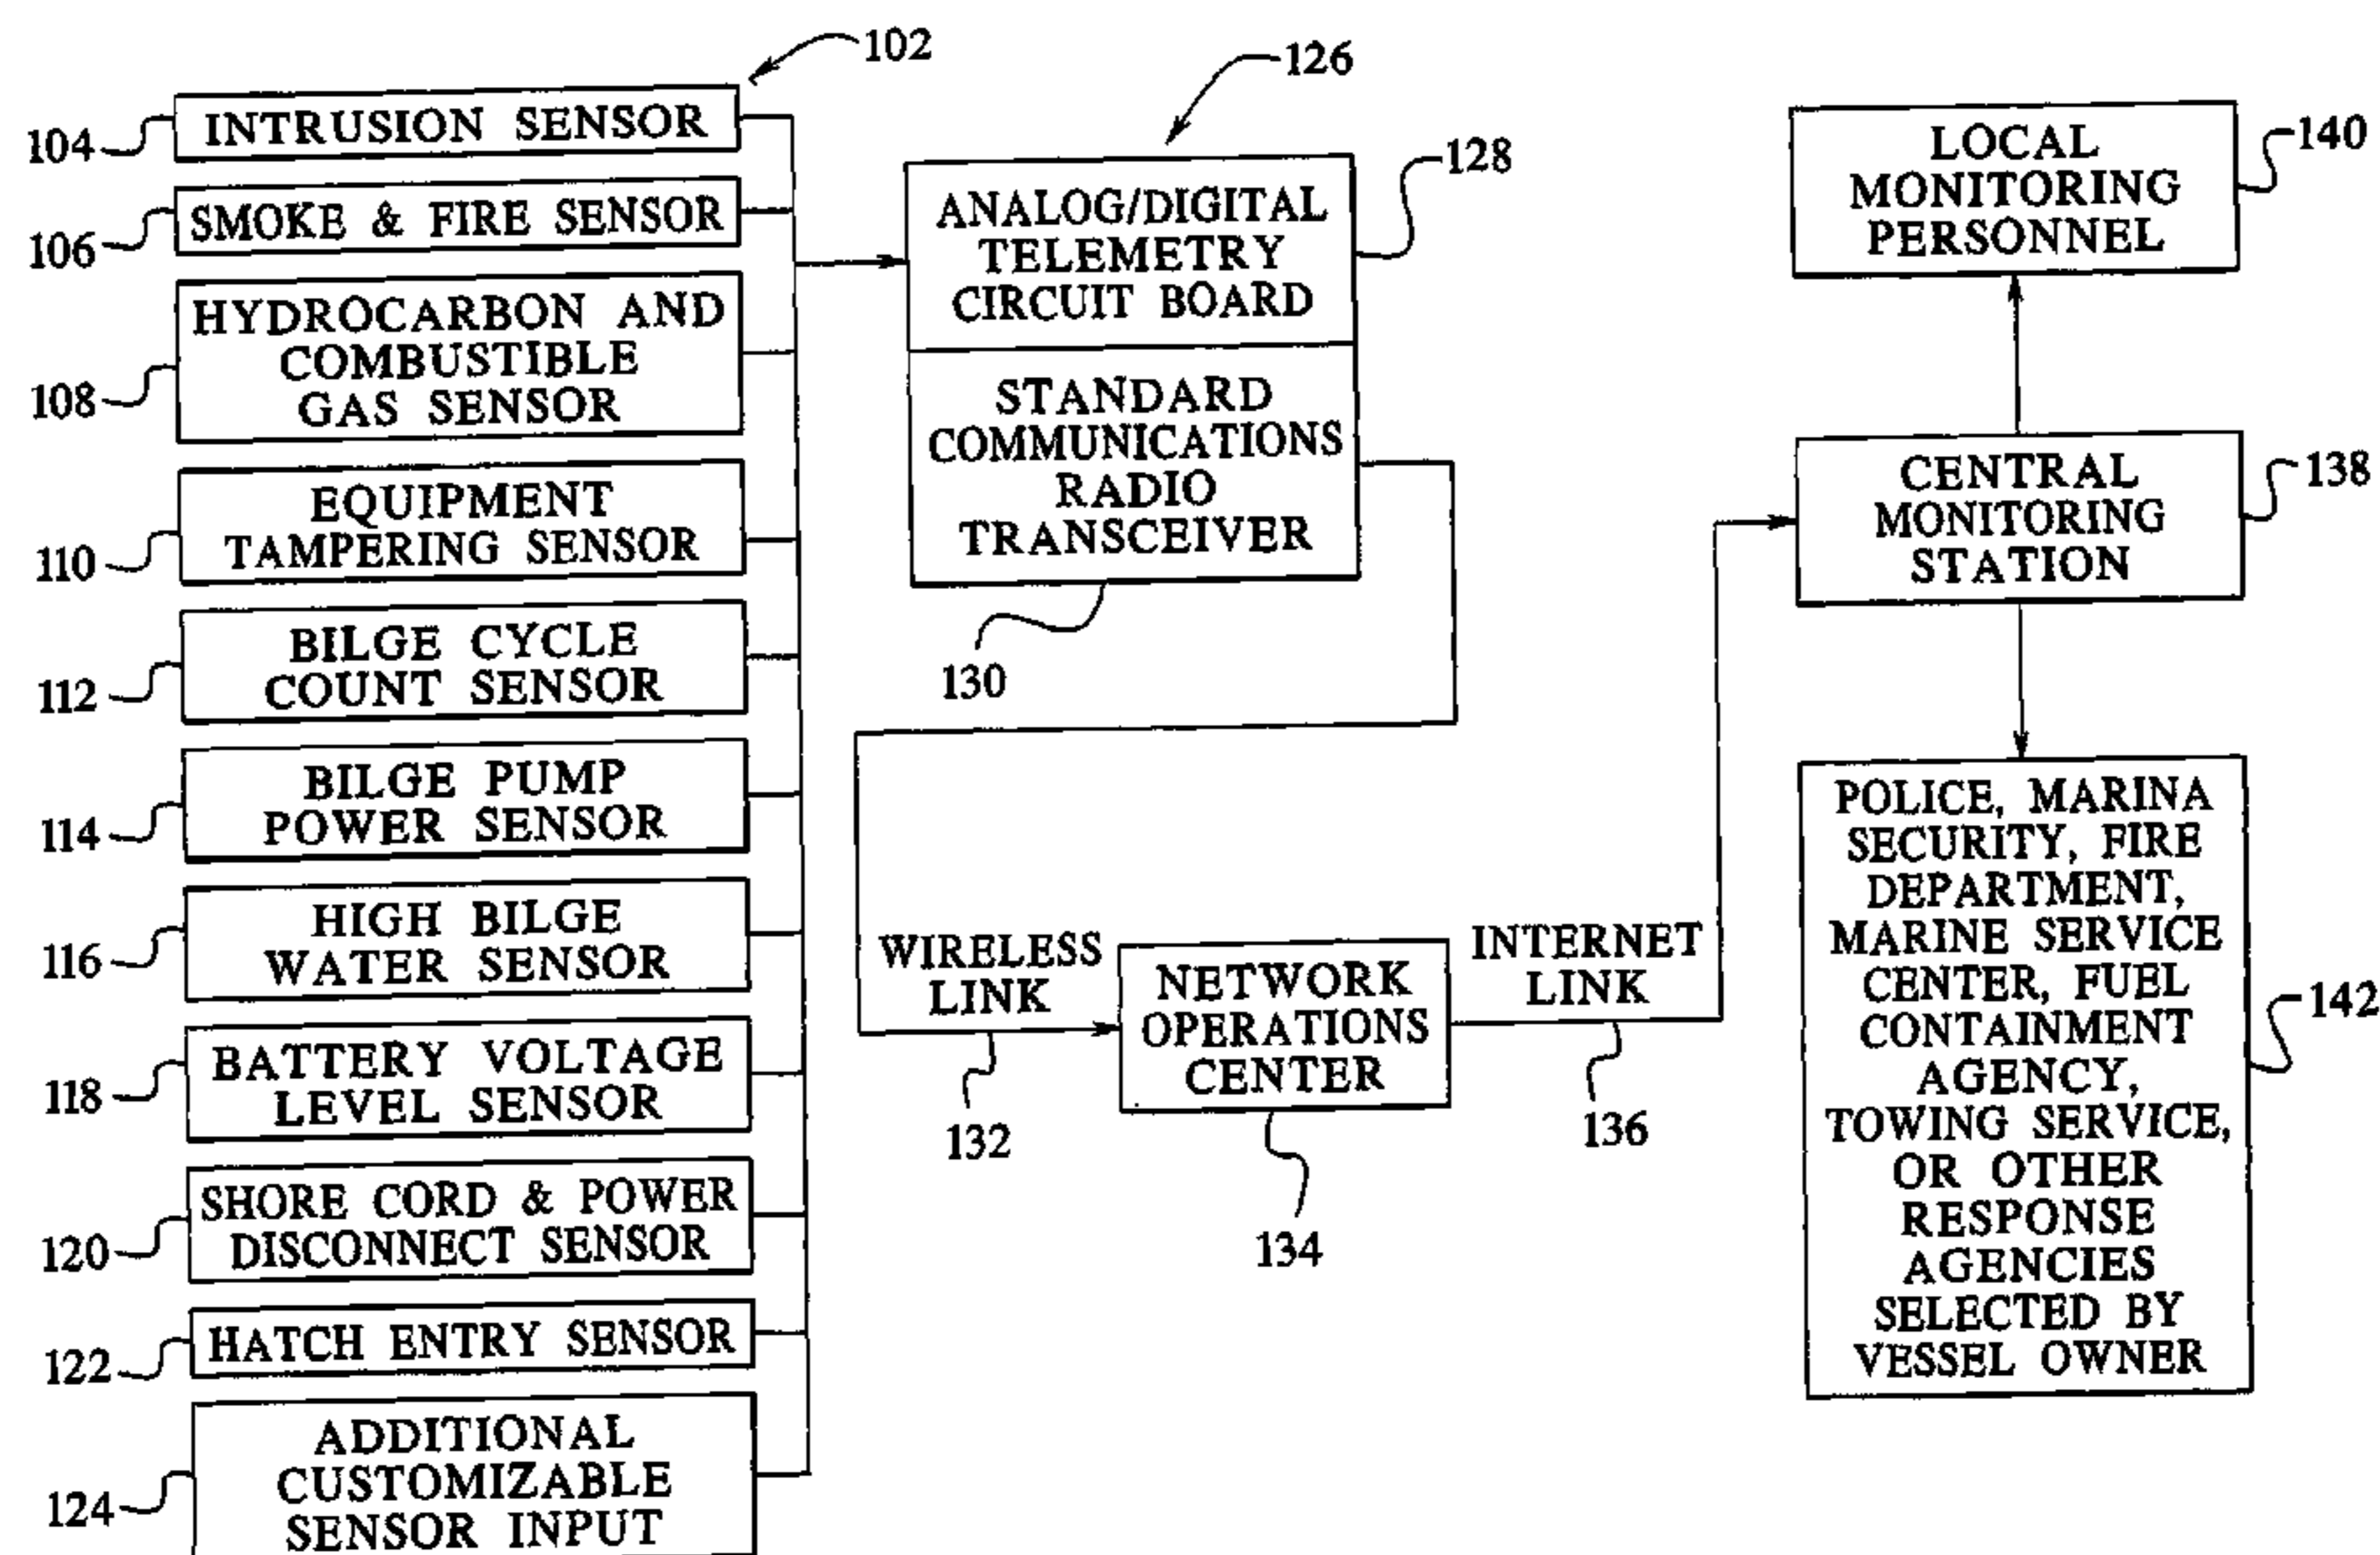 102
104
INTRUSION SENSOR
106
SMOKE & FIRE SENSOR
108
HYDROCARBON AND
COMBUSTIBLE
GAS SENSOR
110
EQUIPMENT
TAMPERING SENSOR
112
BILGE CYCLE
COUNT SENSOR
114
BILGE PUMP
POWER SENSOR
116
HIGH BILGE
WATER SENSOR
118
BATTERY VOLTAGE
LEVEL SENSOR
120
SHORE CORD & POWER
DISCONNECT SENSOR
122
HATCH ENTRY SENSOR
124
ADDITIONAL
CUSTOMIZABLE
SENSOR INPUT
126
128
ANALOG/DIGITAL
TELEMETRY
CIRCUIT BOARD
STANDARD
COMMUNICATIONS
RADIO
TRANSCEIVER
130
WIRELESS
LINK
132
NETWORK
OPERATIONS
CENTER
134
INTERNET
LINK
136
LOCAL
MONITORING
PERSONNEL
140
CENTRAL
MONITORING
STATION
138
POLICE, MARINA
SECURITY, FIRE
DEPARTMENT,
MARINE SERVICE
CENTER, FUEL
CONTAINMENT
AGENCY,
TOWING SERVICE,
OR OTHER
RESPONSE
AGENCIES
SELECTED BY
VESSEL OWNER
142